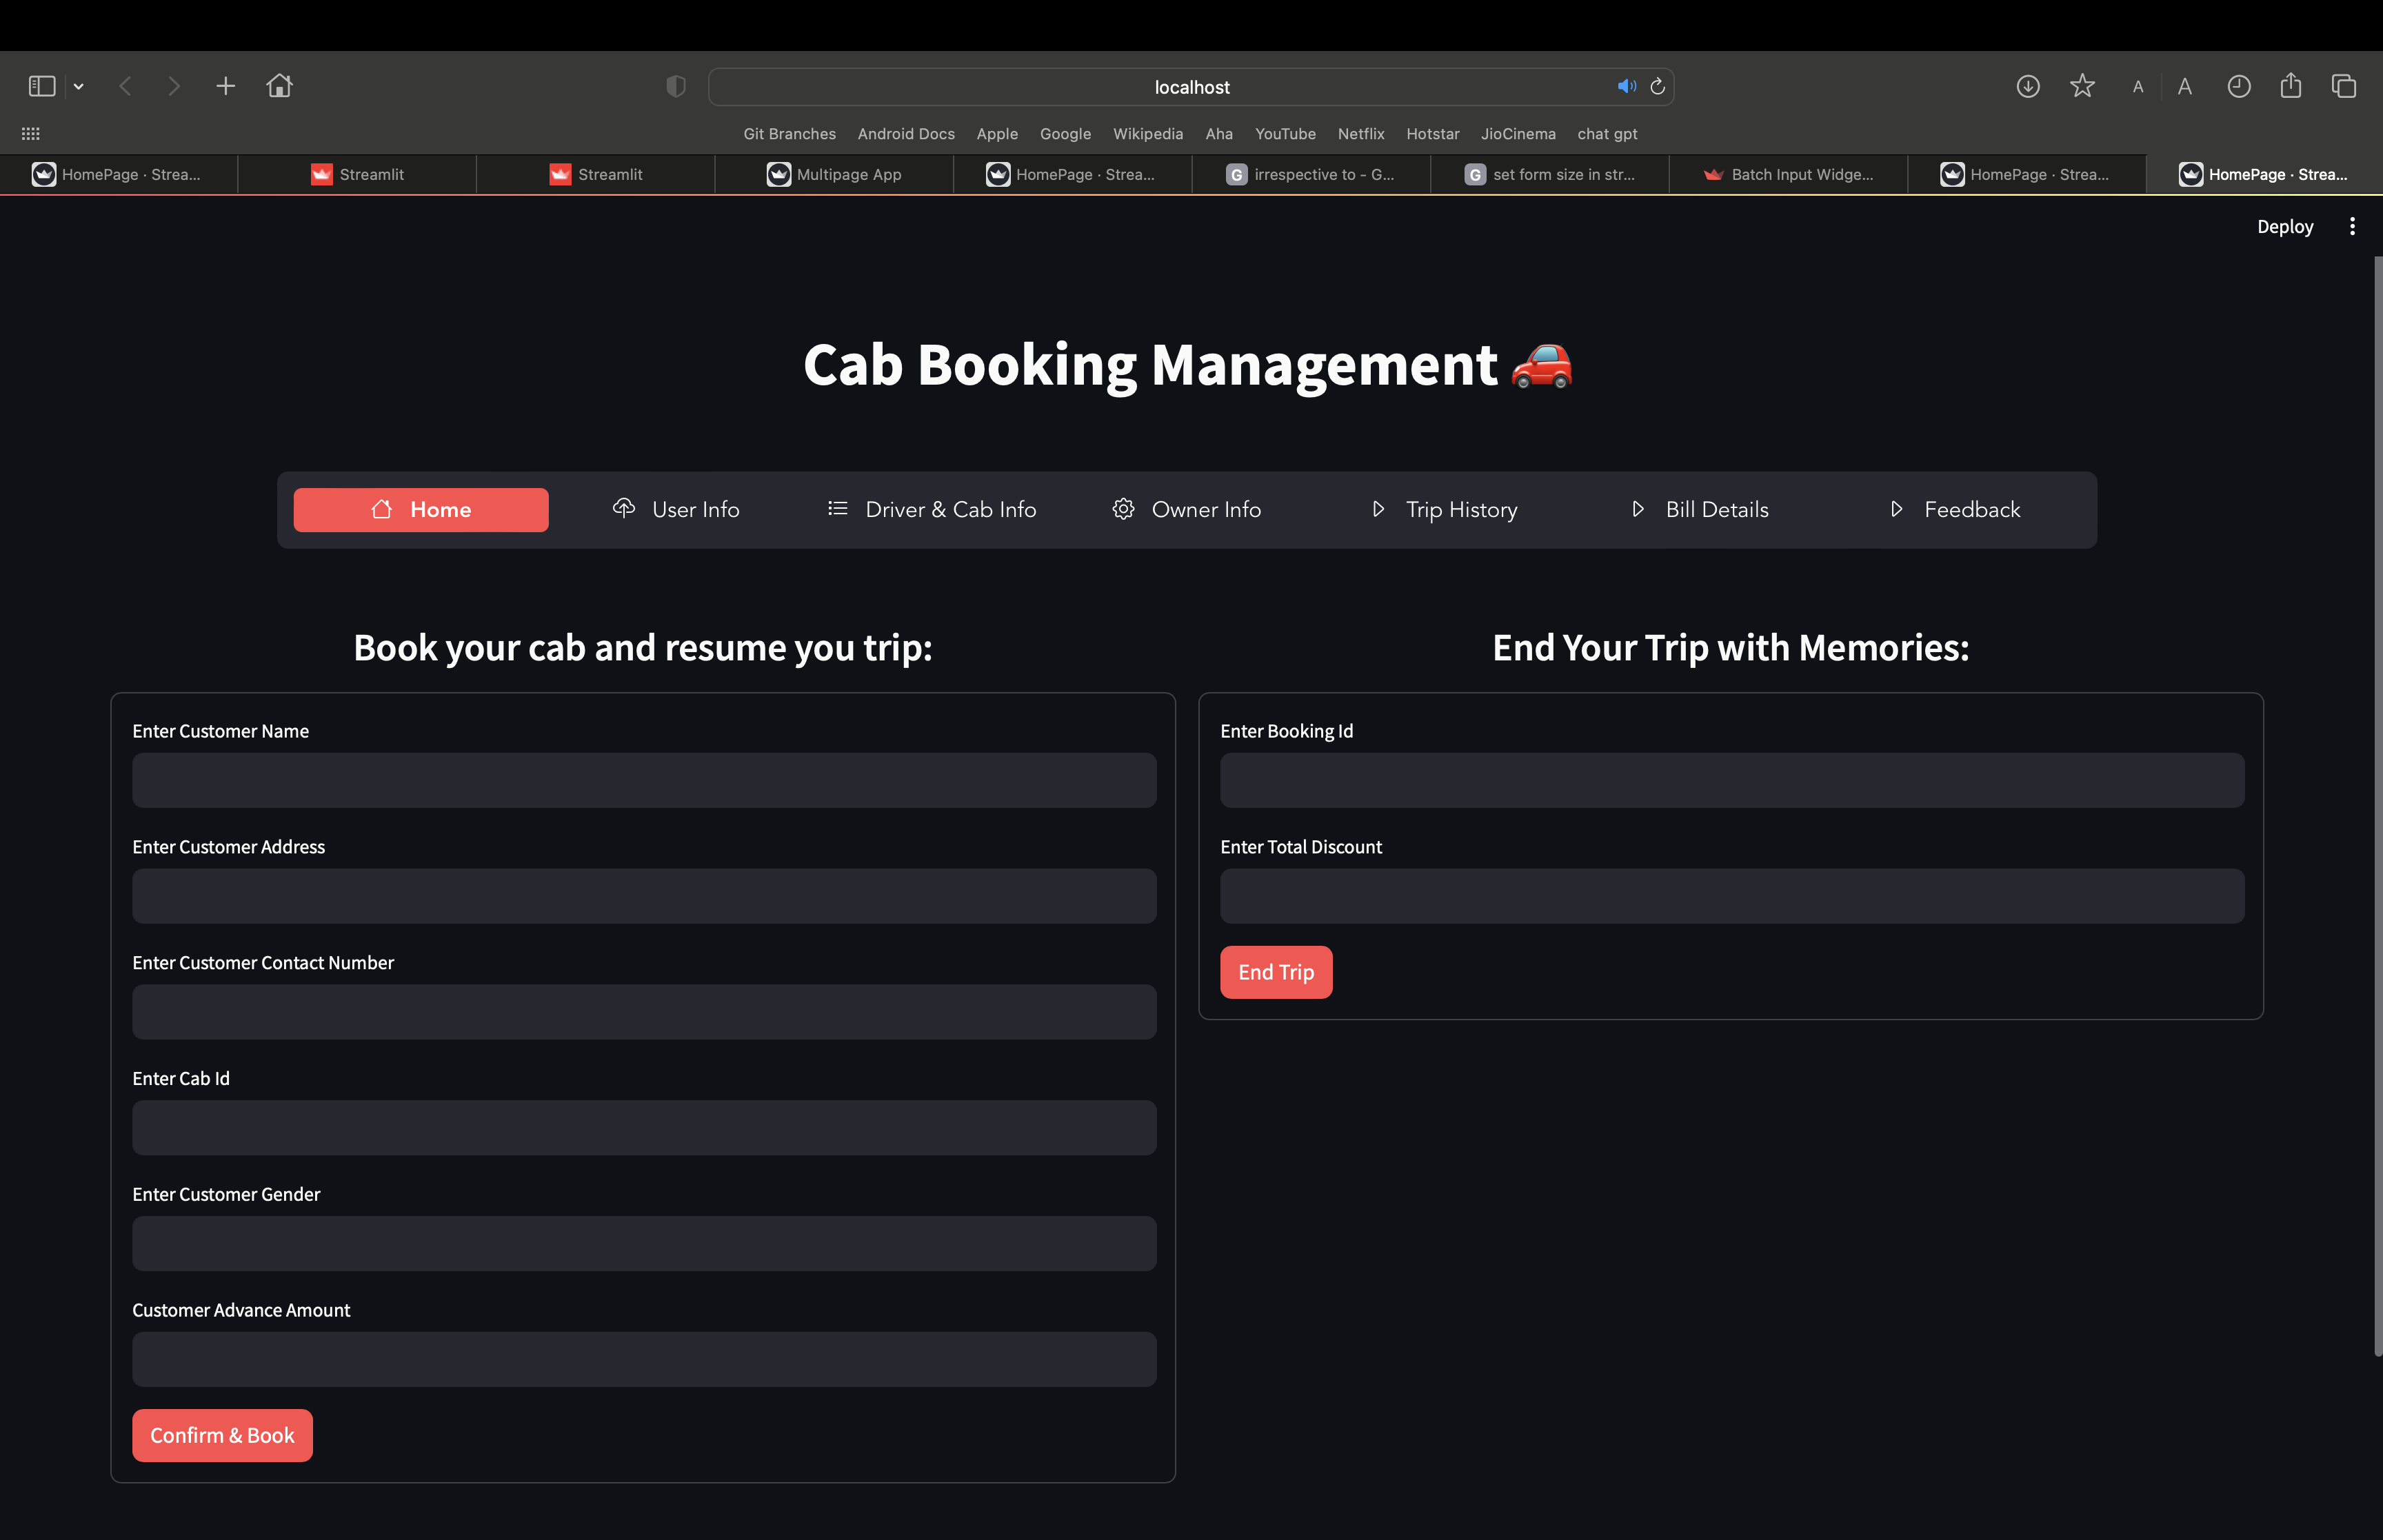 localhost
Git Branches Android Docs Apple Google Wikipedia Aha YouTube Netflix Hotstar JioCinema chat gpt
HomePage · Strea... Streamlit Streamlit Multipage App HomePage · Strea... G irrespective to - G... G set form size in str... Batch Input Widge... HomePage · Strea... HomePage · Strea...
Deploy
Cab Booking Management
Home User Info Driver & Cab Info Owner Info Trip History Bill Details Feedback
Book your cab and resume you trip:
Enter Customer Name
Enter Customer Address
Enter Customer Contact Number
Enter Cab Id
Enter Customer Gender
Customer Advance Amount
Confirm & Book
End Your Trip with Memories:
Enter Booking Id
Enter Total Discount
End Trip